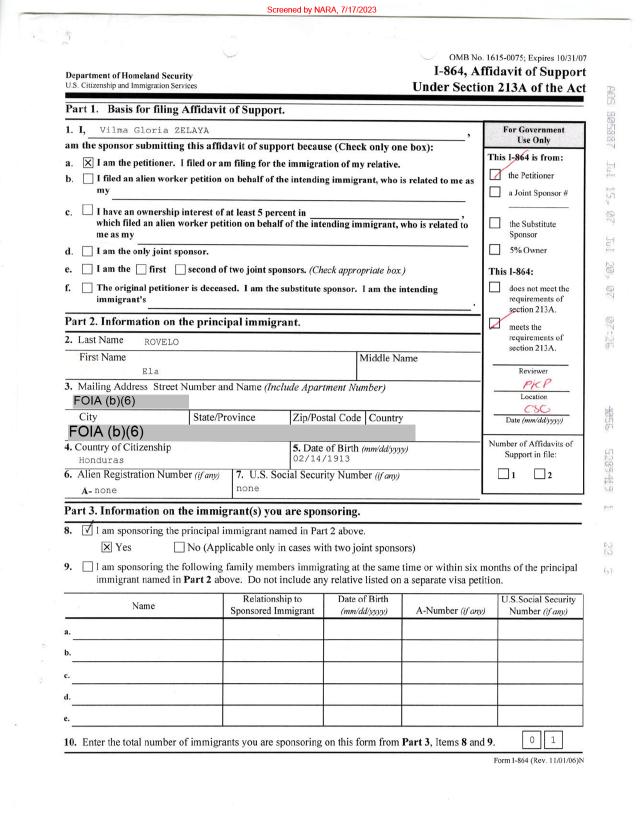 Screened by NARA, 7/17/2023
OMB No. 1615-0075; Expires 10/31/07
Department of Homeland Security
U.S. Citizenship and Immigration Services
I-864, Affidavit of Support
Under Section 213A of the Act
Part 1. Basis for filing Affidavit of Support.
1. I, Vilma Gloria ZELAYA ,
am the sponsor submitting this affidavit of support because (Check only one box):
a. X I am the petitioner. I filed or am filing for the immigration of my relative.
b. I filed an alien worker petition on behalf of the intending immigrant, who is related to me as
my
c. I have an ownership interest of at least 5 percent in ,
which filed an alien worker petition on behalf of the intending immigrant, who is related to
me as my
d. I am the only joint sponsor.
e. I am the first second of two joint sponsors. (Check appropriate box.)
f. The original petitioner is deceased. I am the substitute sponsor. I am the intending
immigrant's .
For Government
Use Only
This I-864 is from:
the Petitioner
a Joint Sponsor #
the Substitute
Sponsor
5% Owner
This I-864:
does not meet the
requirements of
section 213A.
meets the
requirements of
section 213A.
Reviewer
PKP
Location
CSC
Date (mm/dd/yyyy)
Number of Affidavits of
Support in file:
1 2
Part 2. Information on the principal immigrant.
2. Last Name ROVELO
First Name Middle Name
Ela
3. Mailing Address Street Number and Name (Include Apartment Number)
FOIA (b)(6)
City State/Province Zip/Postal Code Country
FOIA (b)(6)
4. Country of Citizenship 5. Date of Birth (mm/dd/yyyy)
Honduras 02/14/1913
6. Alien Registration Number (if any) 7. U.S. Social Security Number (if any)
A- none none
Part 3. Information on the immigrant(s) you are sponsoring.
8. I am sponsoring the principal immigrant named in Part 2 above.
X Yes No (Applicable only in cases with two joint sponsors)
9. I am sponsoring the following family members immigrating at the same time or within six months of the principal
immigrant named in Part 2 above. Do not include any relative listed on a separate visa petition.
Name Relationship to Sponsored Immigrant Date of Birth (mm/dd/yyyy) A-Number (if any) U.S.Social Security Number (if any)
a.
b.
c.
d.
e.
10. Enter the total number of immigrants you are sponsoring on this form from Part 3, Items 8 and 9. 0 1
Form I-864 (Rev. 11/01/06)N
Jul 15, 07 Jul 20, 07 07:26